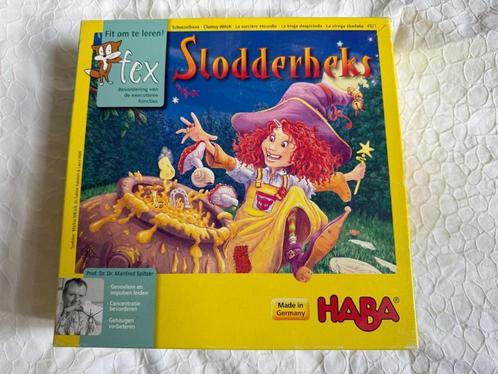 Fit om te leren!
fex
Bevordering van
de executieve
functies
Schusselhexe · Clumsy Witch · La sorcière étourdie · La bruja despistada · La strega sbadata · 4921
Slodderheks
Prof. Dr. Dr. Manfred Spitzer
· Gevoelens en
impulsen leiden
· Concentratie
bevorderen
· Geheugen
verbeteren
Made in
Germany
HABA®